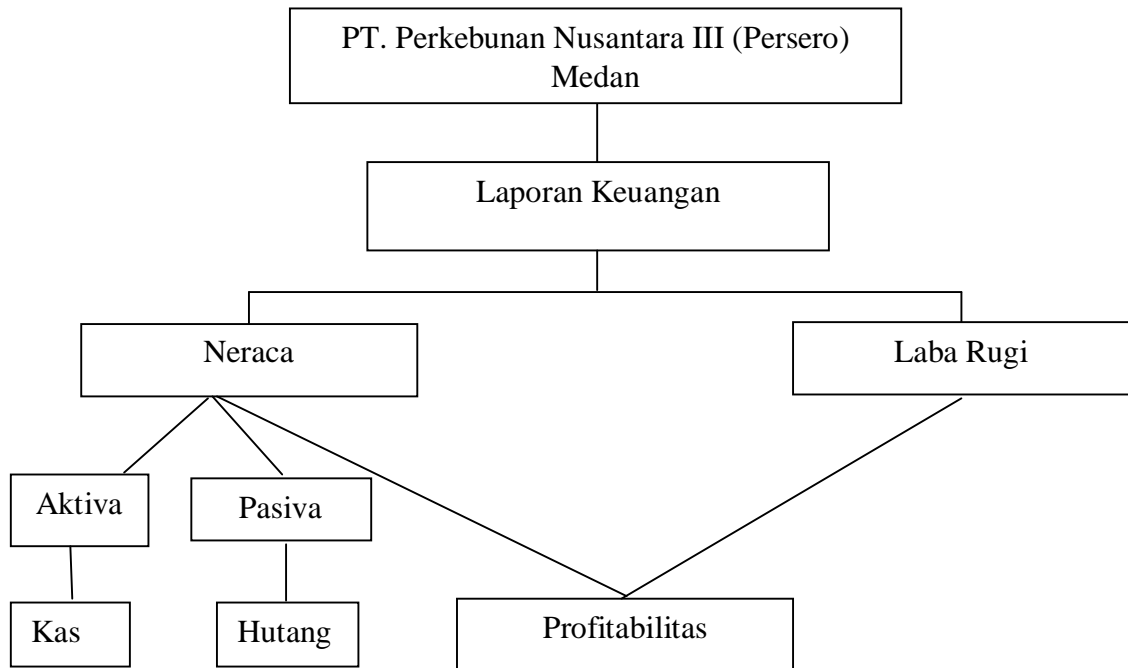 PT. Perkebunan Nusantara III (Persero)
Medan
Laporan Keuangan
Neraca
Laba Rugi
Aktiva
Pasiva
Kas
Hutang
Profitabilitas